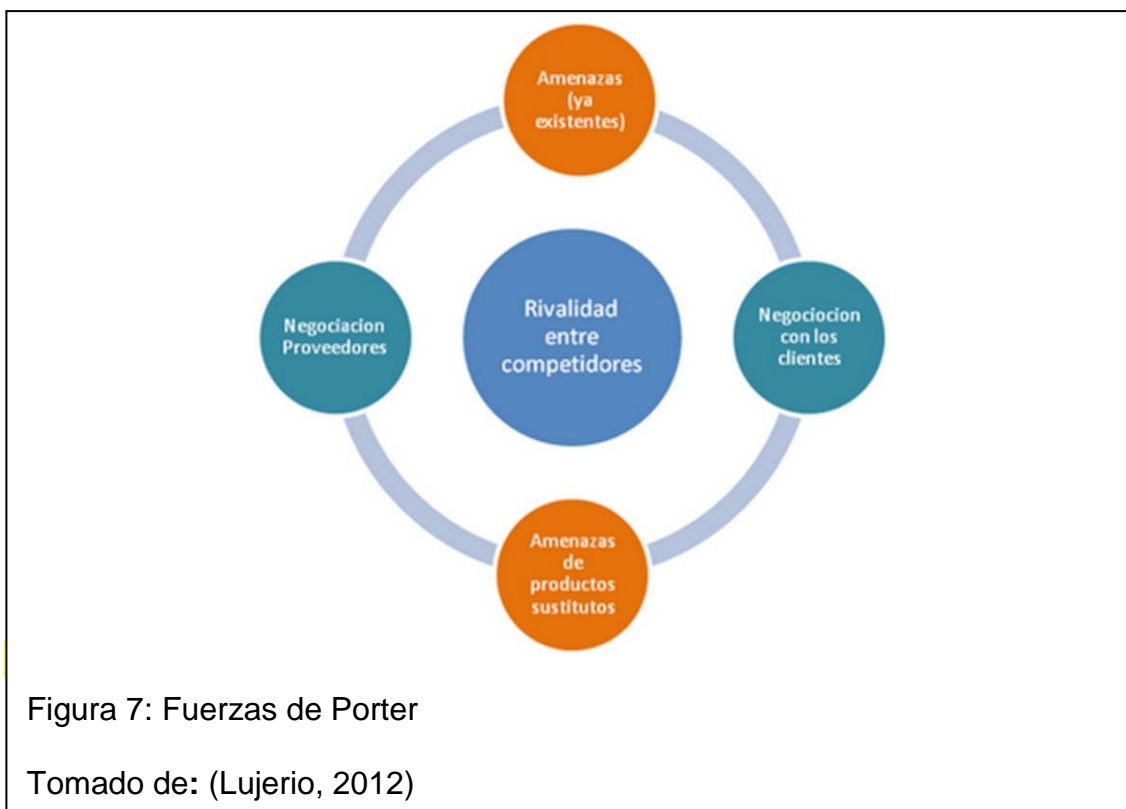 Amenazas
(ya
existentes)
Negociacion
Proveedores
Rivalidad
entre
competidores
Negociocion
con los
clientes
Amenazas
de
productos
sustitutos
Figura 7: Fuerzas de Porter
Tomado de: (Lujerio, 2012)